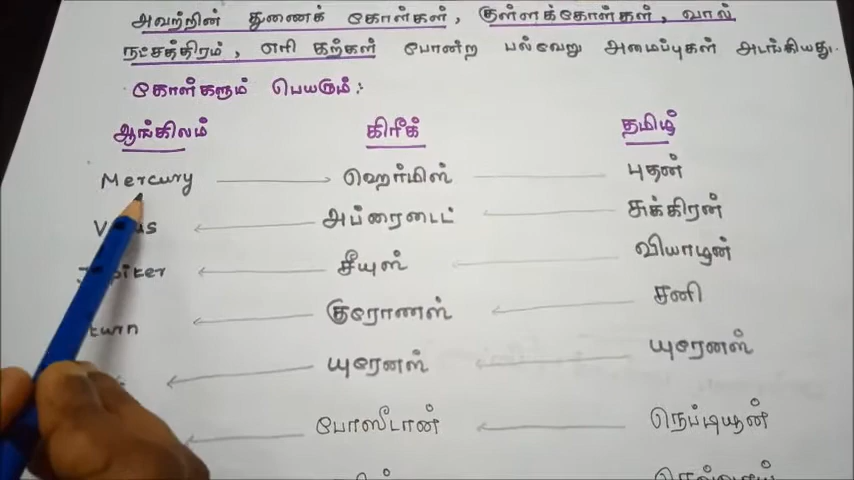 அவற்றின் துணைக் கோள்கள், குள்ளக்கோள்கள், வால்
நட்சத்திரம், எரி கற்கள் போன்ற பல்வேறு அமைப்புகள் அடங்கியது.
கோள்களும் பெயரும் :
ஆங்கிலம் கிரீக் தமிழ்
Mercury ஹெர்மிஸ் புதன்
அப்ரைடைட் சுக்கிரன்
சீயுஸ் வியாழன்
குரோணஸ் சனி
யுரேனஸ் யுரேனஸ்
போஸீடான் நெப்டியூன்